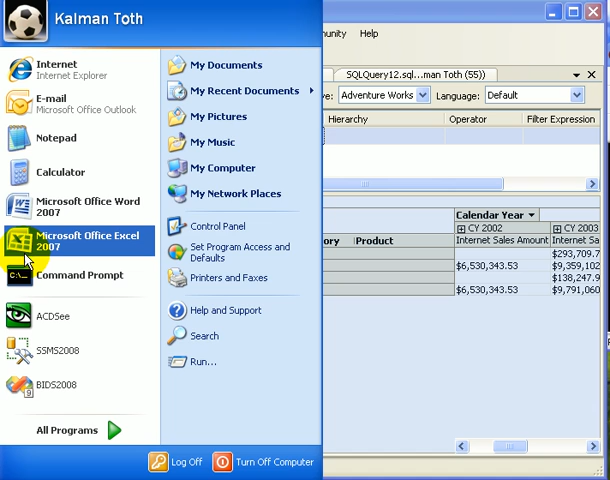 Kalman Toth
Internet
Internet Explorer
E-mail
Microsoft Office Outlook
Notepad
Calculator
Microsoft Office Word
2007
Microsoft Office Excel
2007
C:\_
Command Prompt
ACDSee
SSMS2008
BIDS2008
9
All Programs
My Documents
My Recent Documents
My Pictures
My Music
My Computer
My Network Places
Control Panel
Set Program Access and
Defaults
Printers and Faxes
Help and Support
Search
Run...
Log Off
Turn Off Computer
unity Help
SQLQuery12.sql...man Toth (55))
ve: Adventure Works Language: Default
Hierarchy Operator Filter Expression
Calendar Year
CY 2002 CY 2003
ory Product Internet Sales Amount Internet Sa
$293,709.7
$6,530,343.53 $9,359,102
$138,247.9
$6,530,343.53 $9,791,060